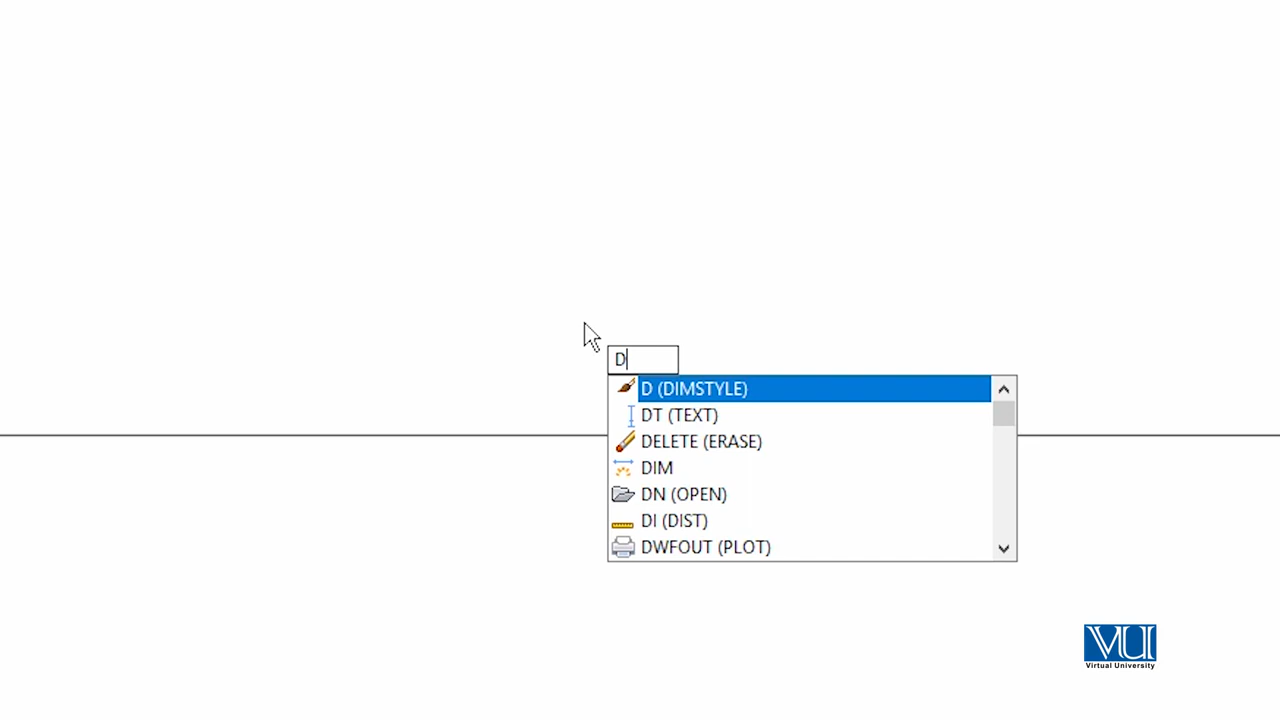 D
D (DIMSTYLE)
DT (TEXT)
DELETE (ERASE)
DIM
DN (OPEN)
DI (DIST)
DWFOUT (PLOT)
VU
Virtual University